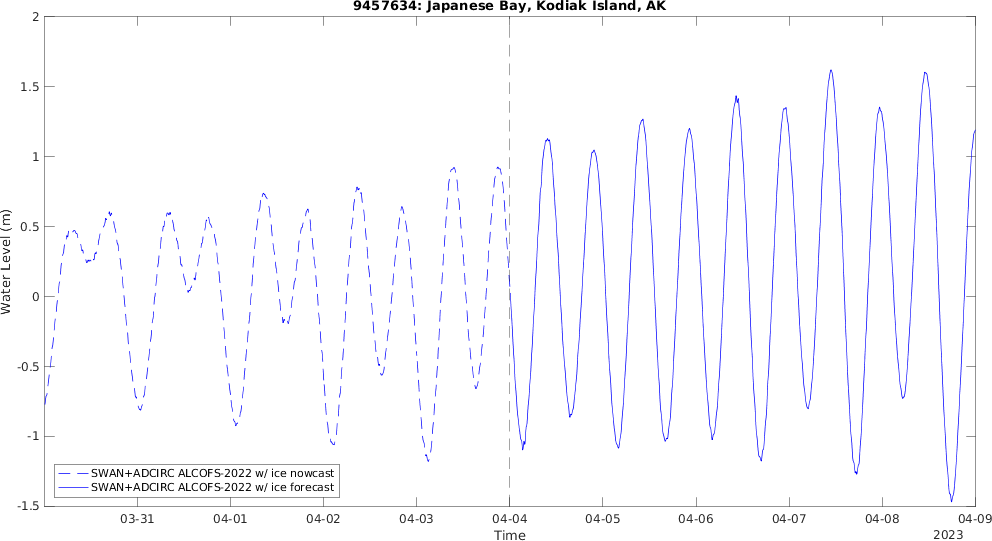 9457634: Japanese Bay, Kodiak Island, AK
2
1.5
1
0.5
0
-0.5
-1
-1.5
Water Level (m)
SWAN+ADCIRC ALCOFS-2022 w/ ice nowcast
SWAN+ADCIRC ALCOFS-2022 w/ ice forecast
03-31 04-01 04-02 04-03 04-04 04-05 04-06 04-07 04-08 04-09
Time
2023